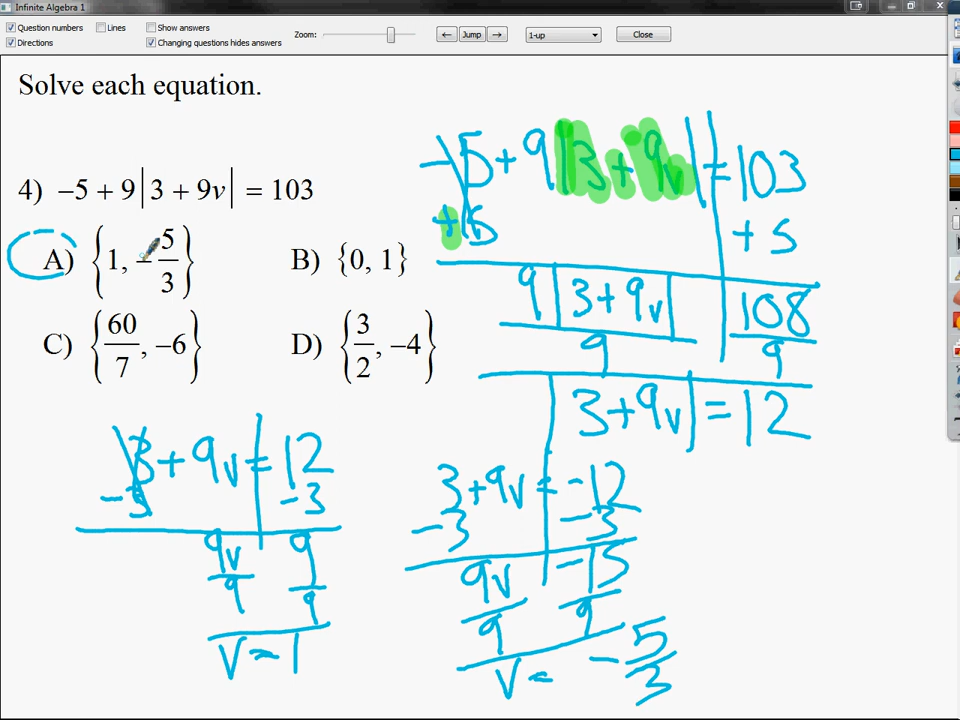 Infinite Algebra 1
Question numbers Lines Show answers Zoom: ← Jump → 1-up Close
Directions Changing questions hides answers
Solve each equation.
4) −5 + 9|3 + 9v| = 103
A) {1, −5/3} B) {0, 1}
C) {60/7, −6} D) {3/2, −4}
-5 + 9|3 + 9v| = 103
+5 +5
9|3+9v| 108
9 9
|3+9v| = 12
3 + 9v = 12
-3 -3
9v 9
9 9
v = 1
3+9v = -12
-3 -3
9v -15
9 9
v = -5/3